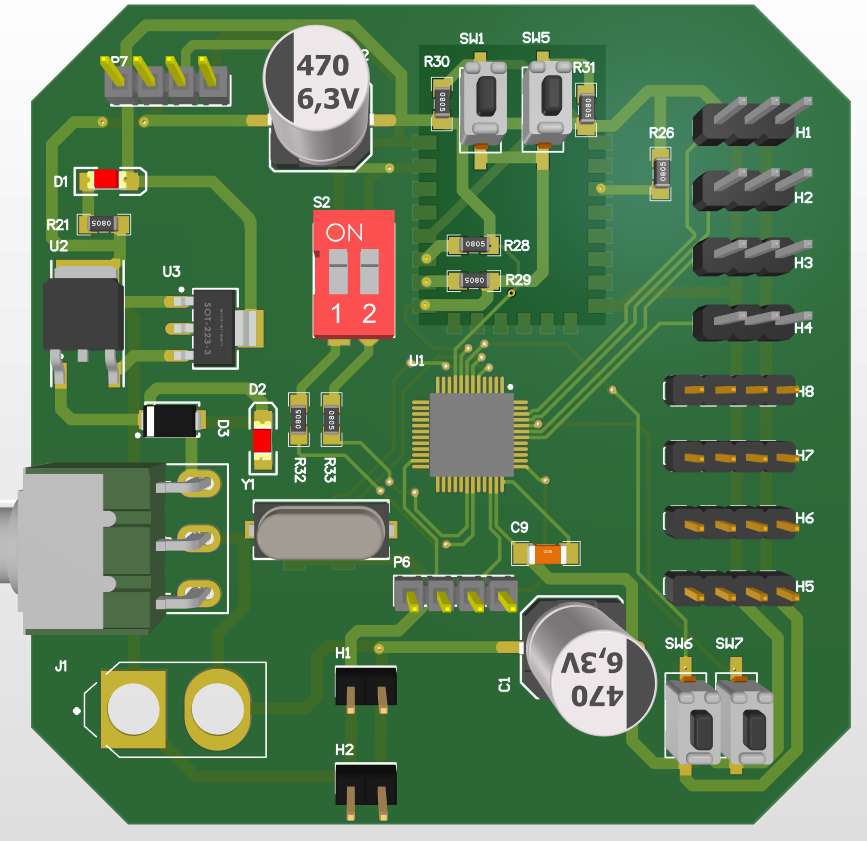 P7
470
6,3V
2
R30
SW1
SW5
R31
0805
0805
H1
R26
0805
D1
H2
R21
0805
S2
ON
1 2
0805
R28
0805
R29
U2
U3
SOT-223-3
H3
H4
U1
H8
D2
D3
0805
0805
R32
R33
H7
Y1
C9
H6
P6
H5
J1
H1
C1
6,3V
470
SW6
SW7
H2